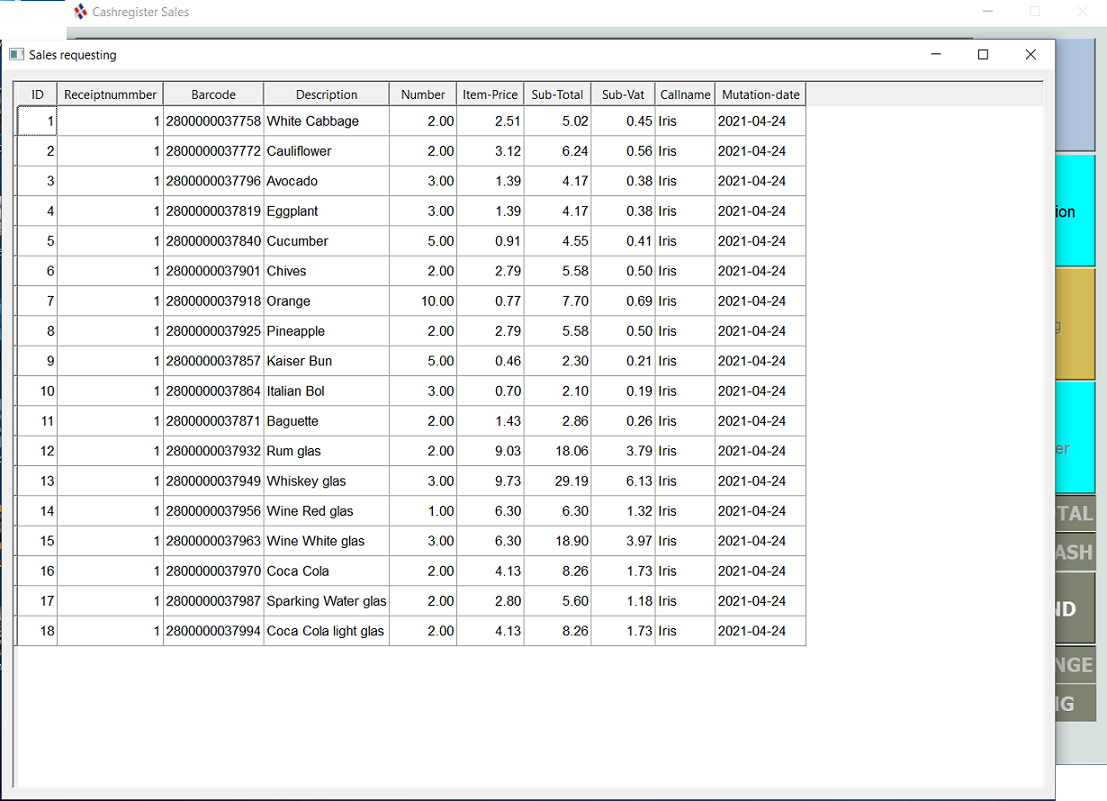 Cashregister Sales
Sales requesting
ID Receiptnummber Barcode Description Number Item-Price Sub-Total Sub-Vat Callname Mutation-date
1 1 2800000037758 White Cabbage 2.00 2.51 5.02 0.45 Iris 2021-04-24
2 1 2800000037772 Cauliflower 2.00 3.12 6.24 0.56 Iris 2021-04-24
3 1 2800000037796 Avocado 3.00 1.39 4.17 0.38 Iris 2021-04-24
4 1 2800000037819 Eggplant 3.00 1.39 4.17 0.38 Iris 2021-04-24
5 1 2800000037840 Cucumber 5.00 0.91 4.55 0.41 Iris 2021-04-24
6 1 2800000037901 Chives 2.00 2.79 5.58 0.50 Iris 2021-04-24
7 1 2800000037918 Orange 10.00 0.77 7.70 0.69 Iris 2021-04-24
8 1 2800000037925 Pineapple 2.00 2.79 5.58 0.50 Iris 2021-04-24
9 1 2800000037857 Kaiser Bun 5.00 0.46 2.30 0.21 Iris 2021-04-24
10 1 2800000037864 Italian Bol 3.00 0.70 2.10 0.19 Iris 2021-04-24
11 1 2800000037871 Baguette 2.00 1.43 2.86 0.26 Iris 2021-04-24
12 1 2800000037932 Rum glas 2.00 9.03 18.06 3.79 Iris 2021-04-24
13 1 2800000037949 Whiskey glas 3.00 9.73 29.19 6.13 Iris 2021-04-24
14 1 2800000037956 Wine Red glas 1.00 6.30 6.30 1.32 Iris 2021-04-24
15 1 2800000037963 Wine White glas 3.00 6.30 18.90 3.97 Iris 2021-04-24
16 1 2800000037970 Coca Cola 2.00 4.13 8.26 1.73 Iris 2021-04-24
17 1 2800000037987 Sparking Water glas 2.00 2.80 5.60 1.18 Iris 2021-04-24
18 1 2800000037994 Coca Cola light glas 2.00 4.13 8.26 1.73 Iris 2021-04-24
ion
g
er
TAL
ASH
ND
NGE
G